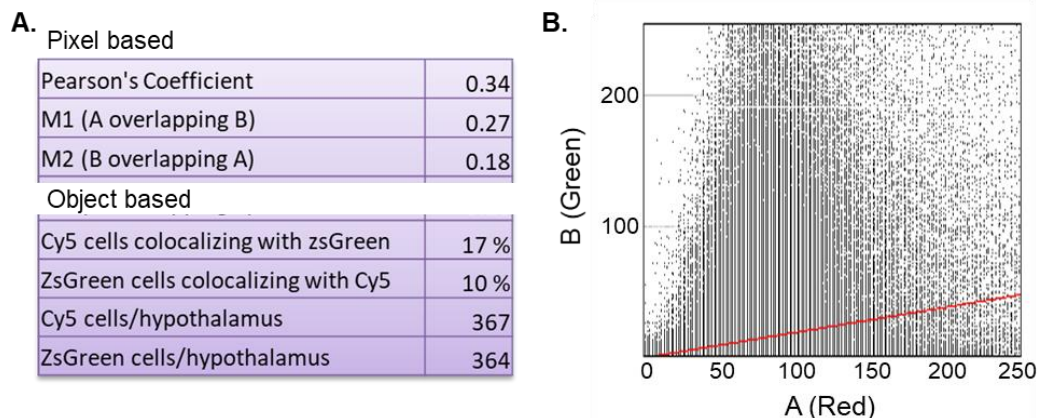 A.
Pixel based
Pearson's Coefficient 0.34
M1 (A overlapping B) 0.27
M2 (B overlapping A) 0.18
Object based
Cy5 cells colocalizing with zsGreen 17 %
ZsGreen cells colocalizing with Cy5 10 %
Cy5 cells/hypothalamus 367
ZsGreen cells/hypothalamus 364
B.
B (Green)
200
100
0 50 100 150 200 250
A (Red)